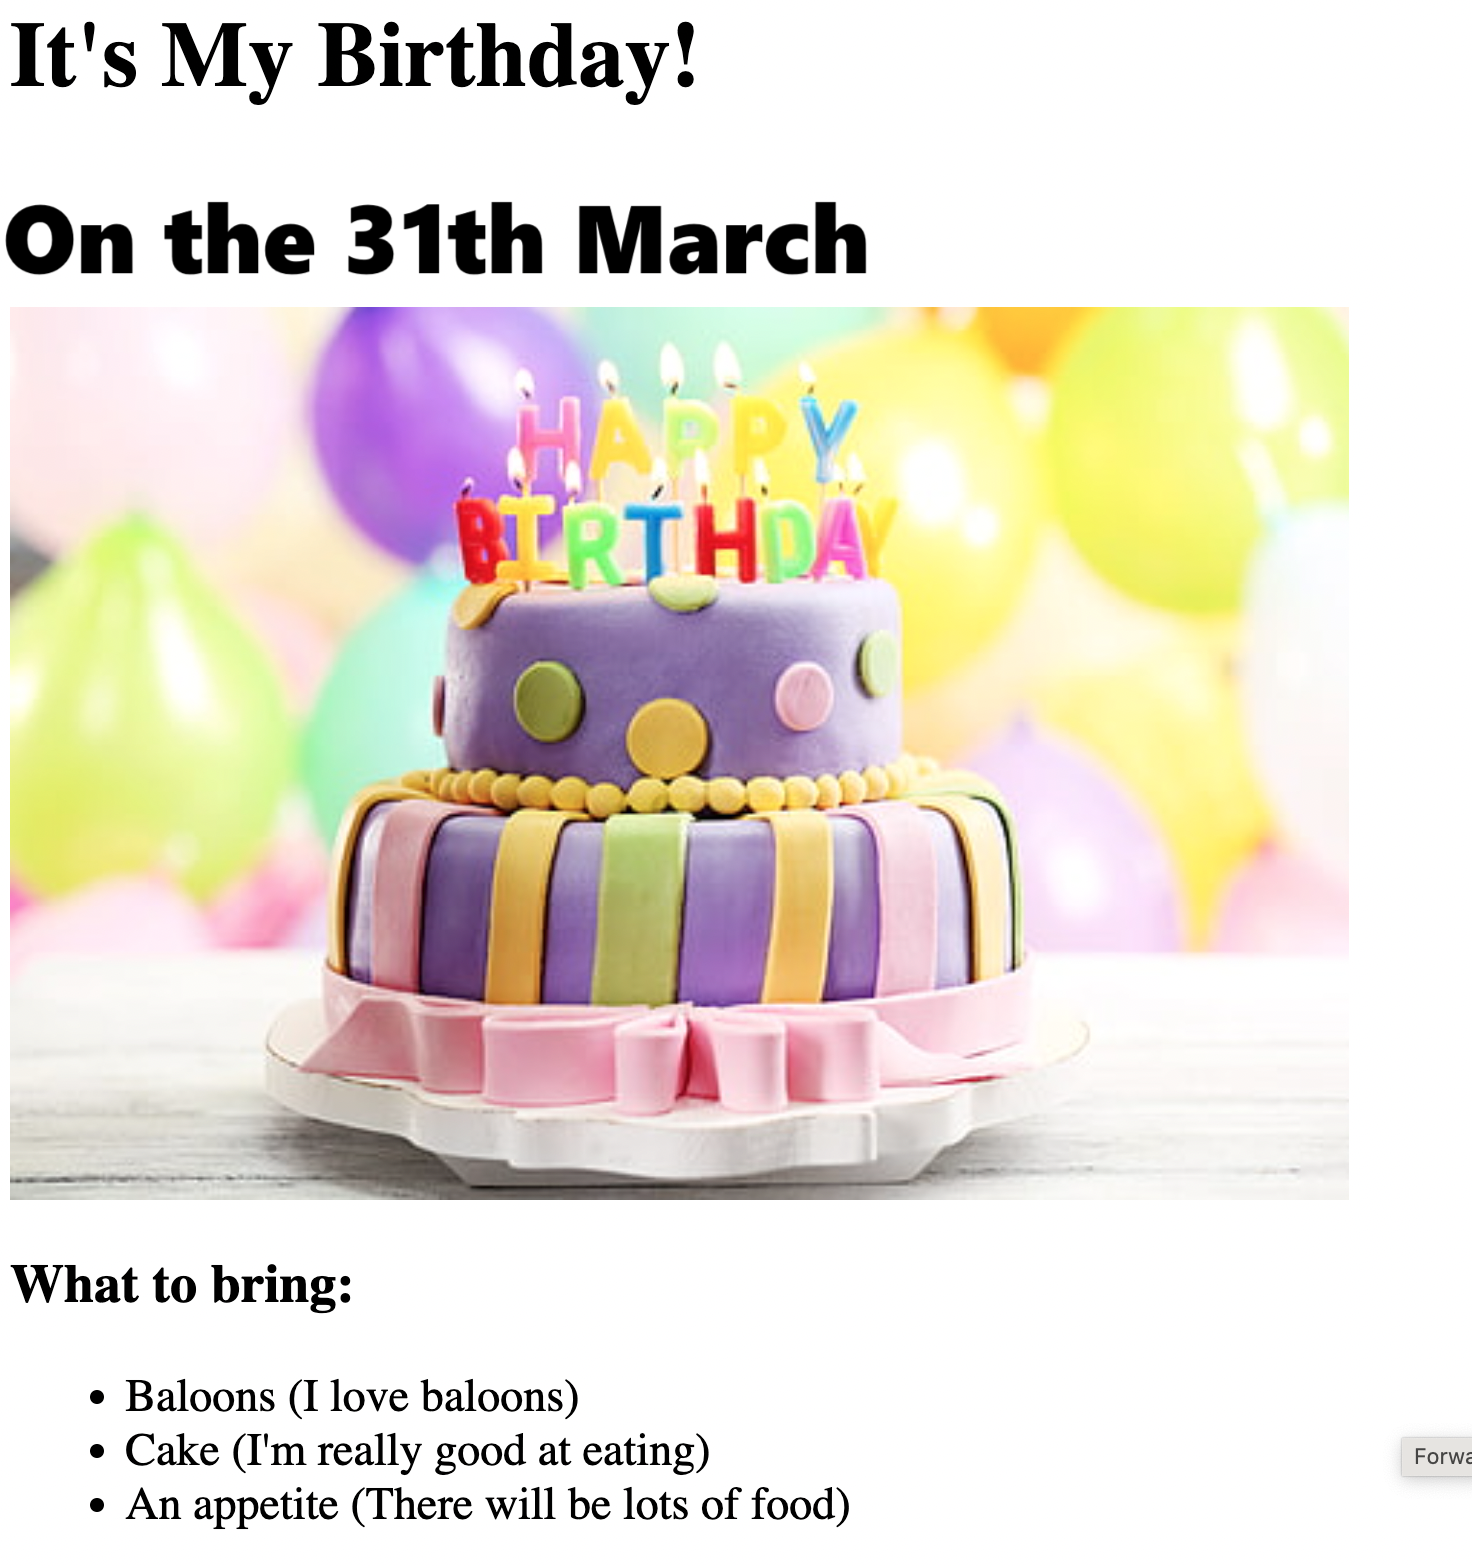 It's My Birthday!
On the 31th March
HAPPY
BIRTHDAY
What to bring:
Baloons (I love baloons)
Cake (I'm really good at eating)
An appetite (There will be lots of food)